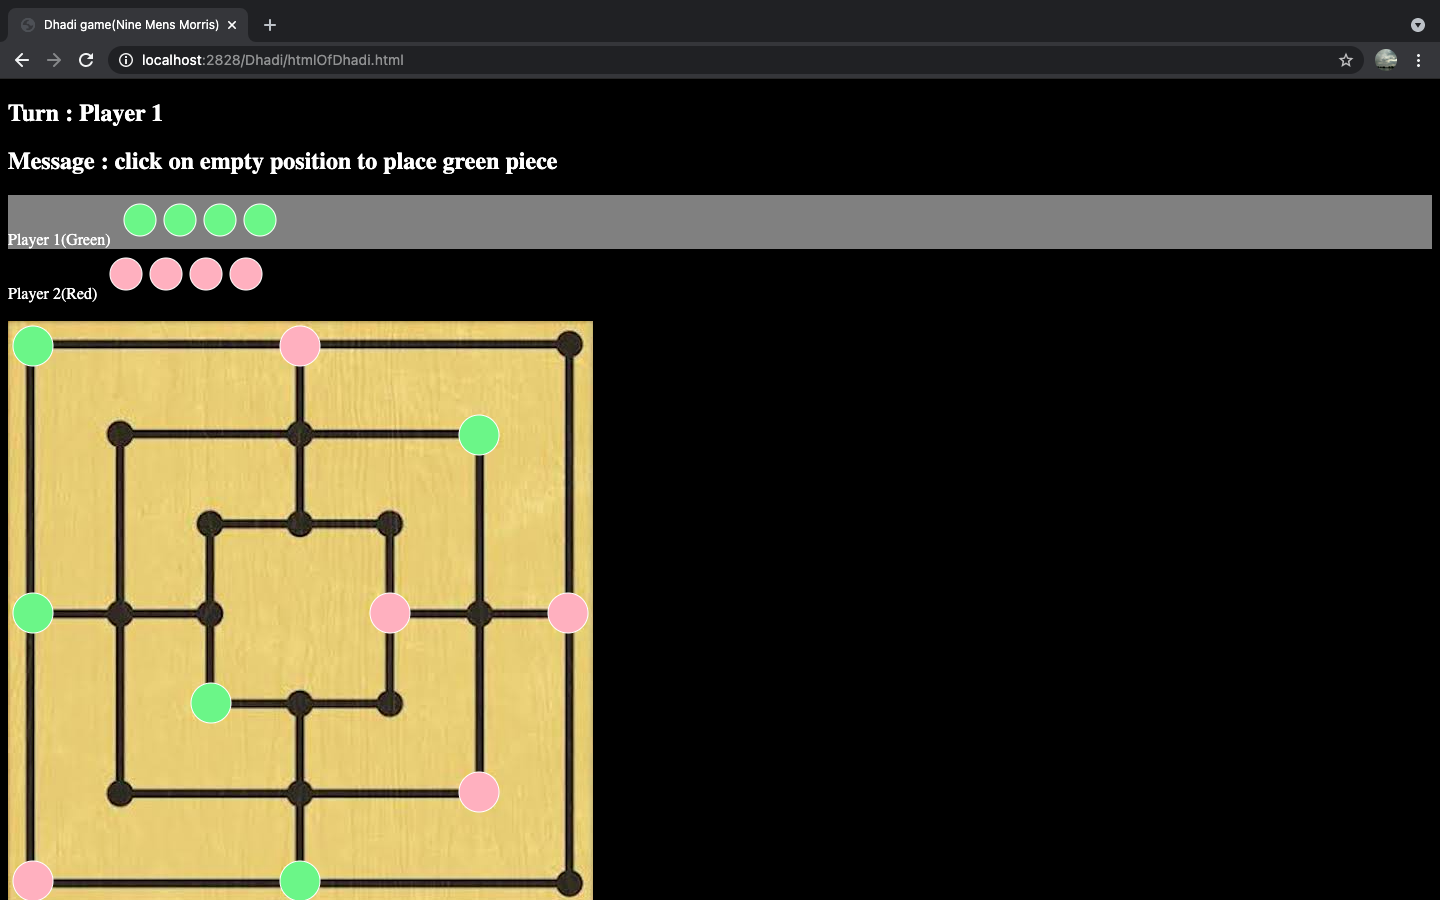 Dhadi game(Nine Mens Morris)
localhost:2828/Dhadi/htmlOfDhadi.html
Turn : Player 1
Message : click on empty position to place green piece
Player 1(Green)
Player 2(Red)